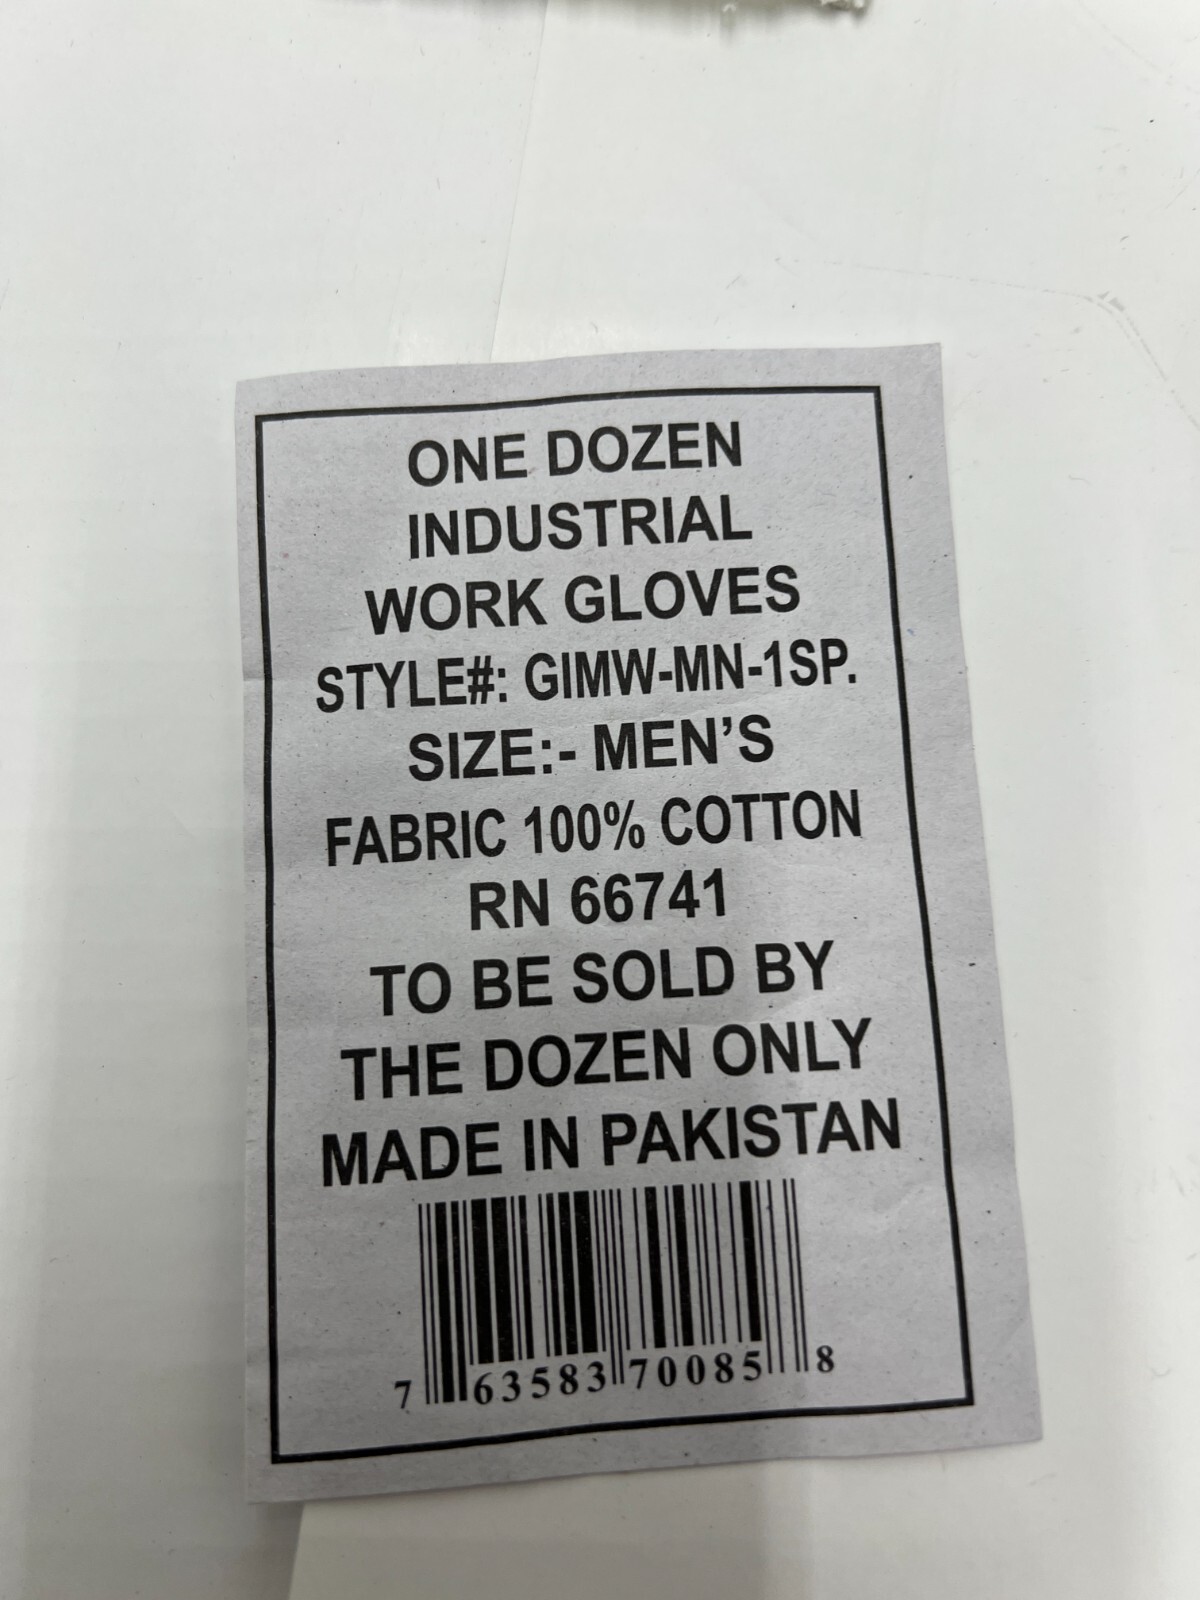 ONE DOZEN
INDUSTRIAL
WORK GLOVES
STYLE#: GIMW-MN-1SP.
SIZE:- MEN'S
FABRIC 100% COTTON
RN 66741
TO BE SOLD BY
THE DOZEN ONLY
MADE IN PAKISTAN
7 63583 70085 8